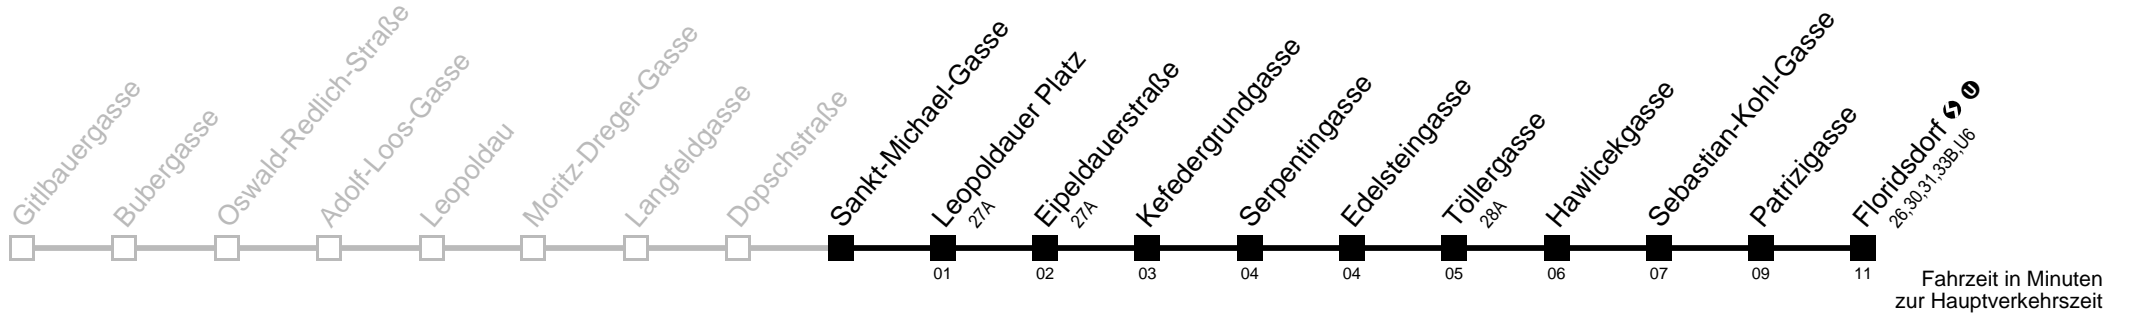 Gitlbauergasse
Bubergasse
Oswald-Redlich-Straße
Adolf-Loos-Gasse
Leopoldau
Moritz-Dreger-Gasse
Langfeldgasse
Dopschstraße
Sankt-Michael-Gasse
Leopoldauer Platz
27A
Eipeldauerstraße
27A
Kefedergrundgasse
Serpentingasse
Edelsteingasse
Töllergasse
28A
Hawlicekgasse
Sebastian-Kohl-Gasse
Patrizigasse
Floridsdorf S U
26,30,31,33B,U6
01 02 03 04 04 05 06 07 09 11
Fahrzeit in Minuten
zur Hauptverkehrszeit